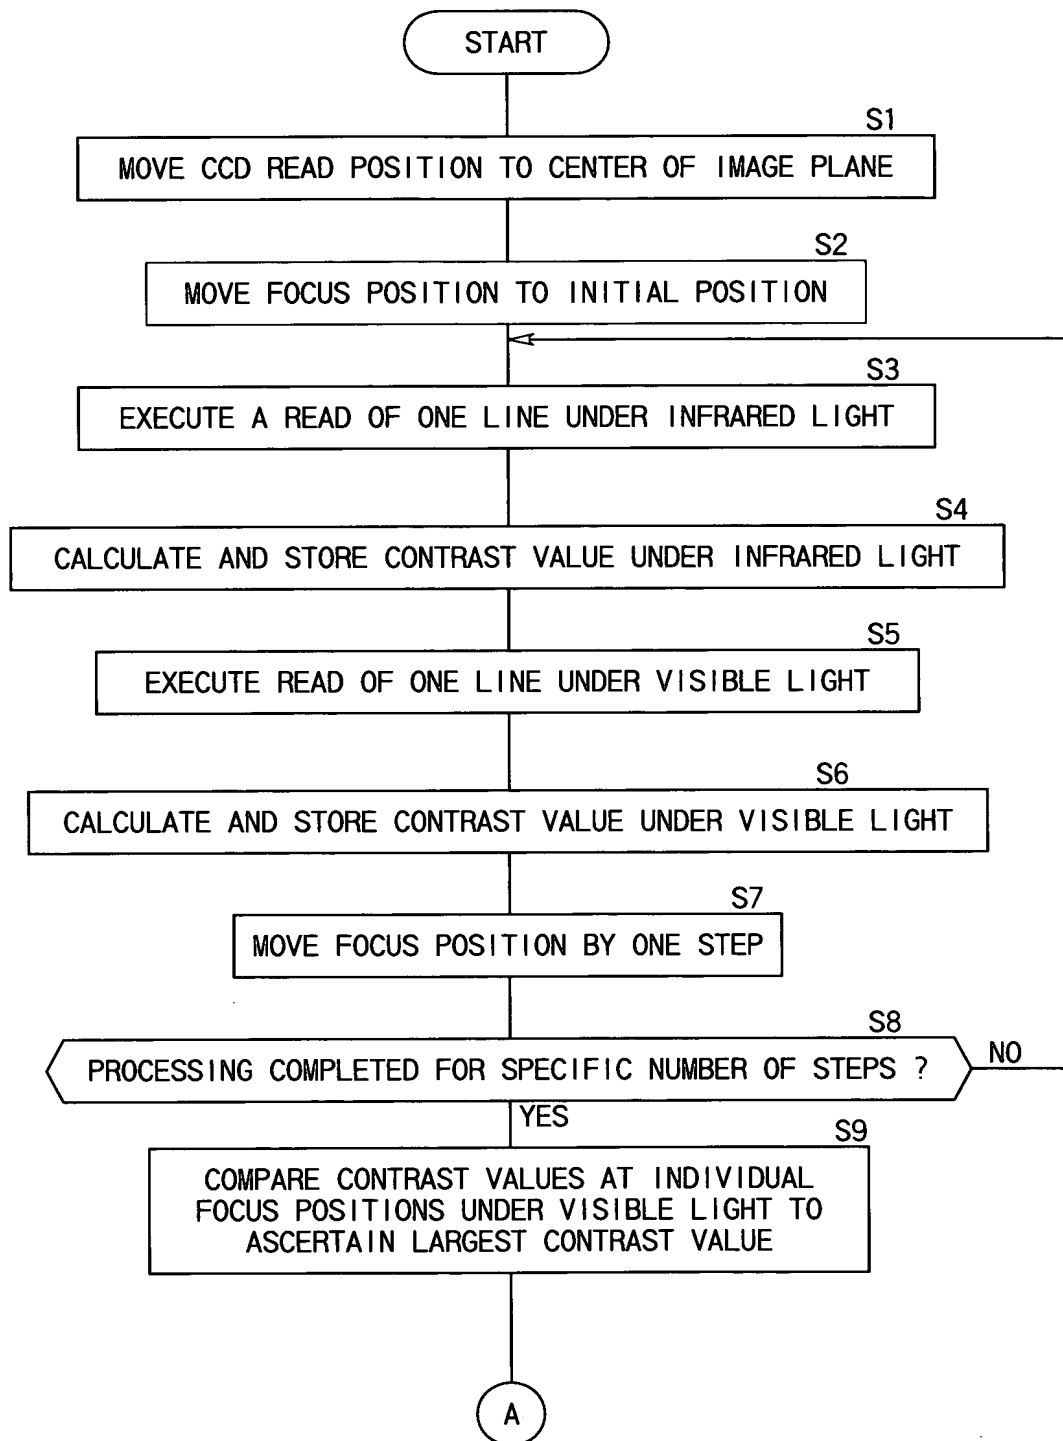 START
S1
MOVE CCD READ POSITION TO CENTER OF IMAGE PLANE
S2
MOVE FOCUS POSITION TO INITIAL POSITION
S3
EXECUTE A READ OF ONE LINE UNDER INFRARED LIGHT
S4
CALCULATE AND STORE CONTRAST VALUE UNDER INFRARED LIGHT
S5
EXECUTE READ OF ONE LINE UNDER VISIBLE LIGHT
S6
CALCULATE AND STORE CONTRAST VALUE UNDER VISIBLE LIGHT
S7
MOVE FOCUS POSITION BY ONE STEP
S8
PROCESSING COMPLETED FOR SPECIFIC NUMBER OF STEPS ?
NO
YES
S9
COMPARE CONTRAST VALUES AT INDIVIDUAL
FOCUS POSITIONS UNDER VISIBLE LIGHT TO
ASCERTAIN LARGEST CONTRAST VALUE
A